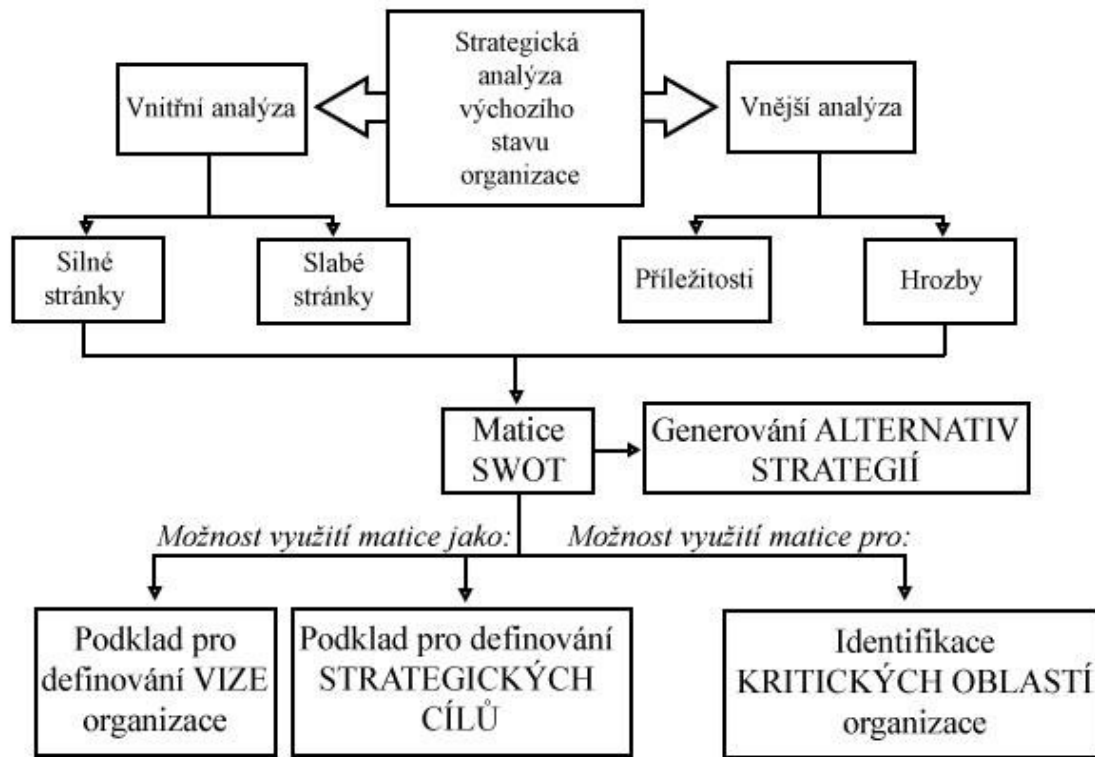 Strategická
analýza
výchozího
stavu
organizace
Vnitřní analýza
Vnější analýza
Silné
stránky
Slabé
stránky
Příležitosti
Hrozby
Matice
SWOT
Generování ALTERNATIV
STRATEGIÍ
Možnost využití matice jako:
Možnost využití matice pro:
Podklad pro
definování VIZE
organizace
Podklad pro definování
STRATEGICKÝCH
CÍLŮ
Identifikace
KRITICKÝCH OBLASTÍ
organizace